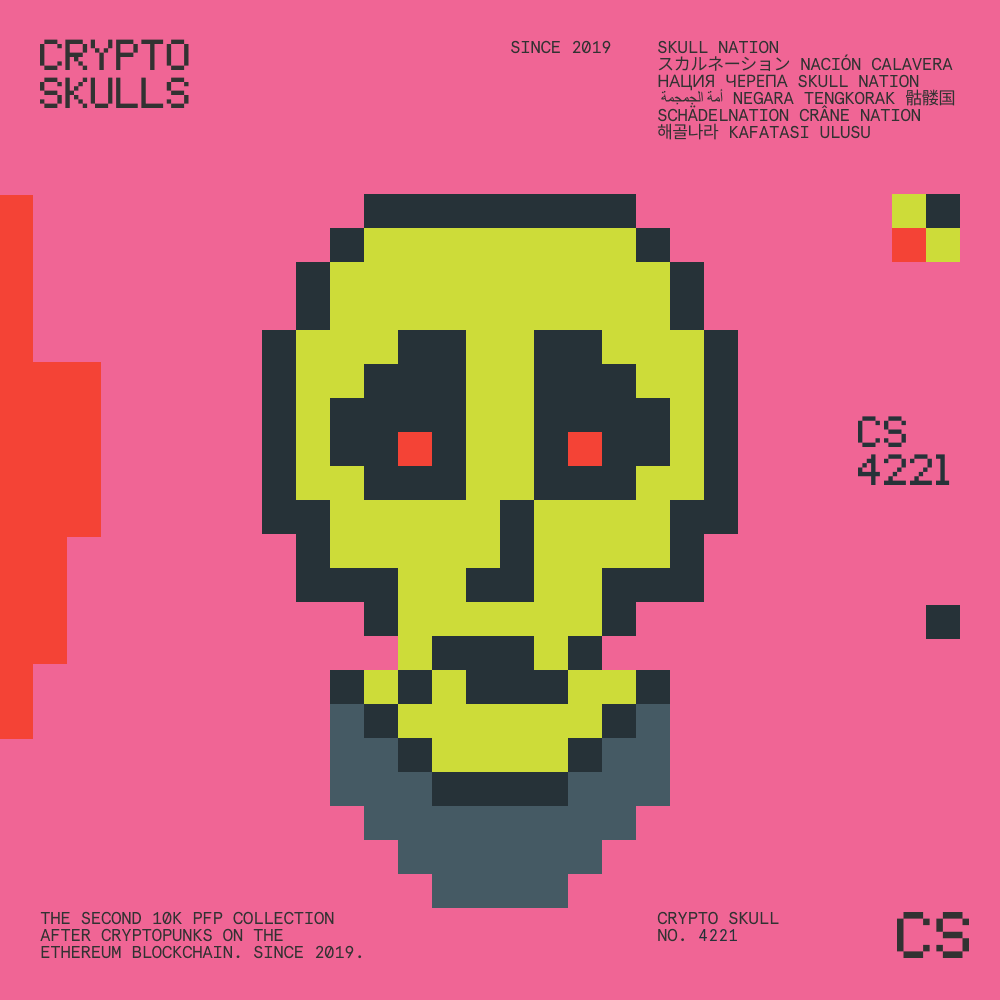 CRYPTO
SKULLS
SINCE 2019
SKULL NATION
スカルネーション NACIÓN CALAVERA
НАЦИЯ ЧЕРЕПА SKULL NATION
أمة الجمجمة NEGARA TENGKORAK 骷髅国
SCHÄDELNATION CRÂNE NATION
해골나라 KAFATASI ULUSU
CS
4221
THE SECOND 10K PFP COLLECTION
AFTER CRYPTOPUNKS ON THE
ETHEREUM BLOCKCHAIN. SINCE 2019.
CRYPTO SKULL
NO. 4221
CS